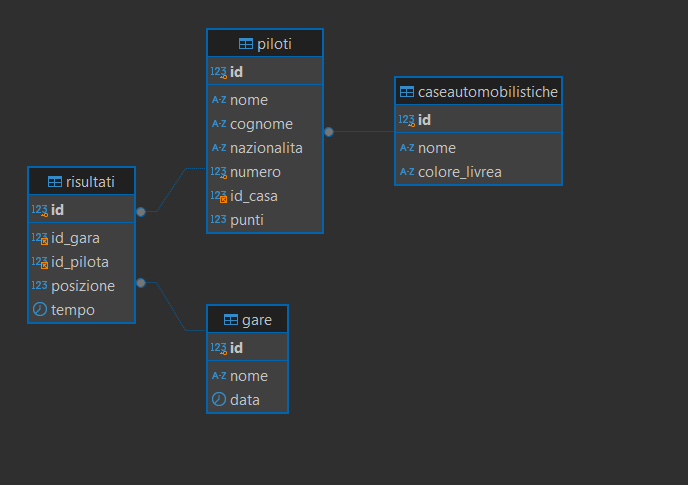 piloti
123 id
A-Z nome
A-Z cognome
A-Z nazionalita
123 numero
123 id_casa
123 punti
caseautomobilistiche
123 id
A-Z nome
A-Z colore_livrea
risultati
123 id
123 id_gara
123 id_pilota
123 posizione
tempo
gare
123 id
A-Z nome
data